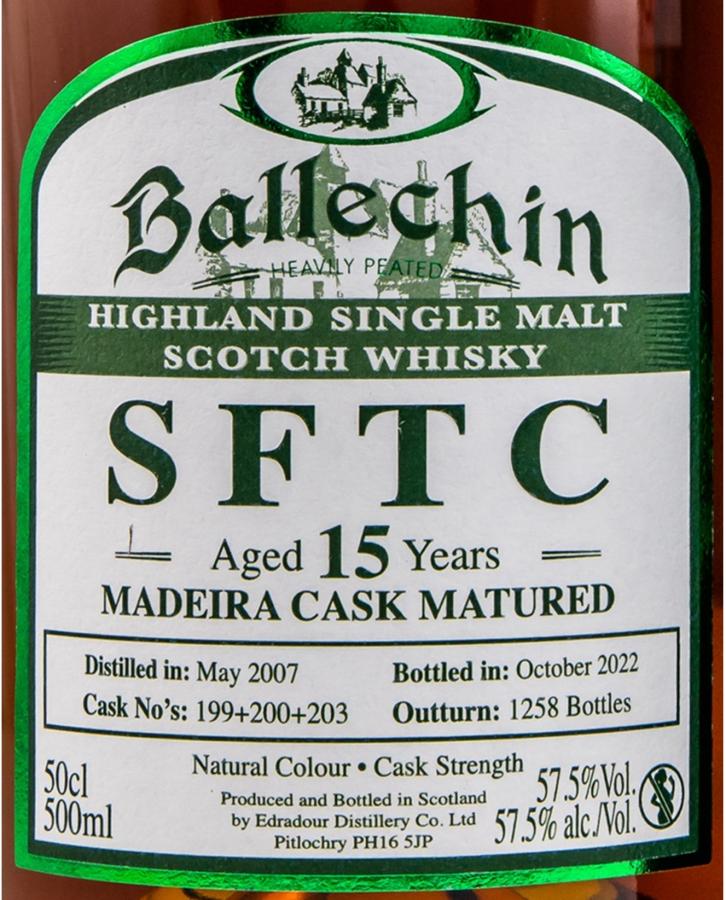 Ballechin
HEAVILY PEATED
HIGHLAND SINGLE MALT
SCOTCH WHISKY
SFTC
Aged 15 Years
MADEIRA CASK MATURED
Distilled in: May 2007
Bottled in: October 2022
Cask No's: 199+200+203
Outturn: 1258 Bottles
Natural Colour • Cask Strength
50cl
500ml
Produced and Bottled in Scotland
by Edradour Distillery Co. Ltd
Pitlochry PH16 5JP
57.5%Vol.
57.5% alc./Vol.